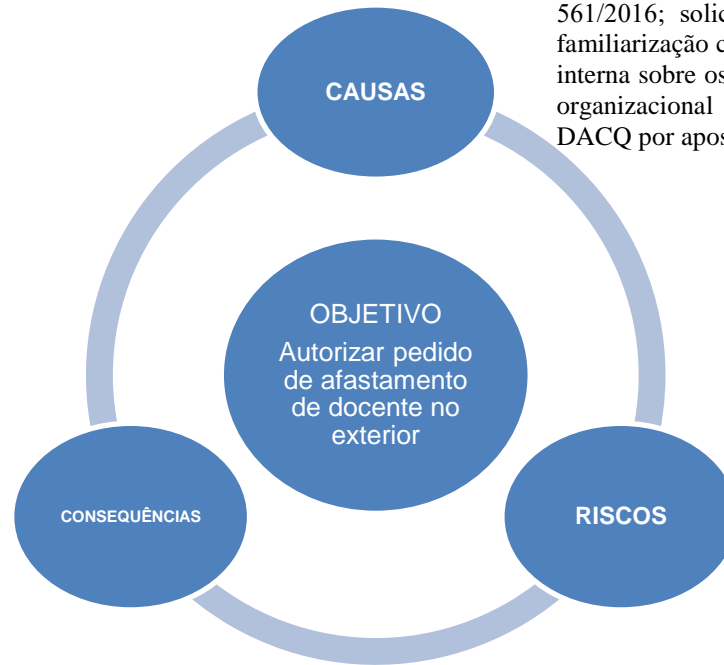 561/2016; solic
familiarização c
interna sobre os
organizacional
DACQ por apos
CAUSAS
OBJETIVO
Autorizar pedido
de afastamento
de docente no
exterior
CONSEQUÊNCIAS
RISCOS